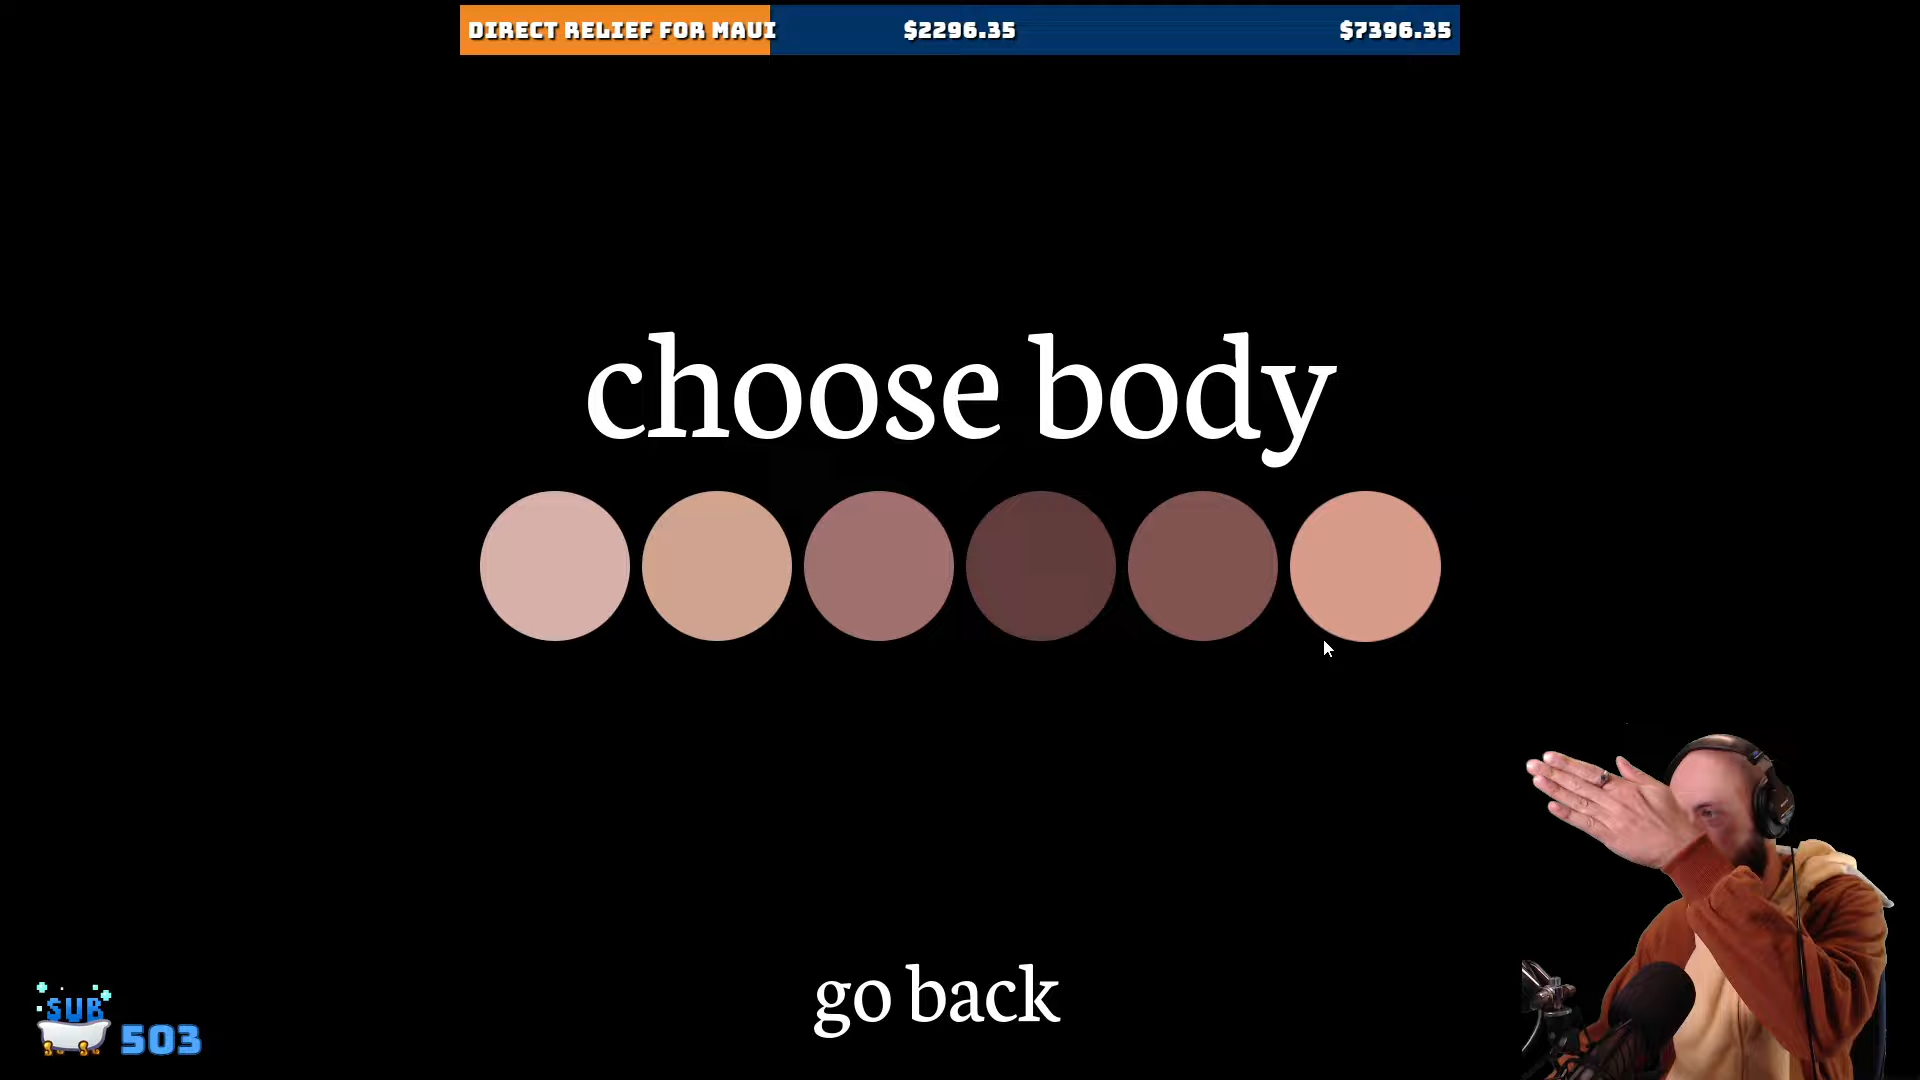 DIRECT RELIEF FOR MAUI $2296.35 $7396.35
choose body
go back
SUB
503